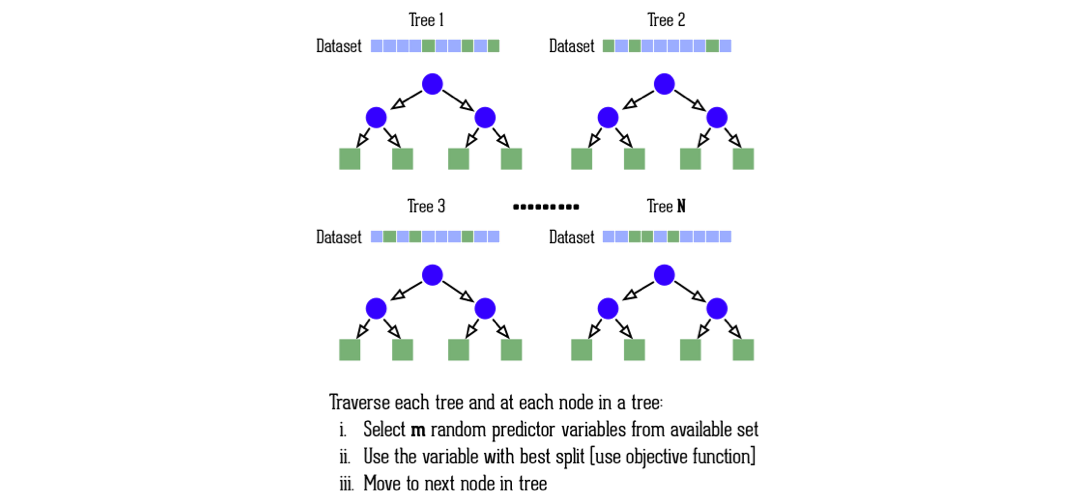 Tree 1
Tree 2
Dataset
Dataset
Tree 3
Tree N
Dataset
Dataset
Traverse each tree and at each node in a tree:
i. Select m random predictor variables from available set
ii. Use the variable with best split [use objective function]
iii. Move to next node in tree